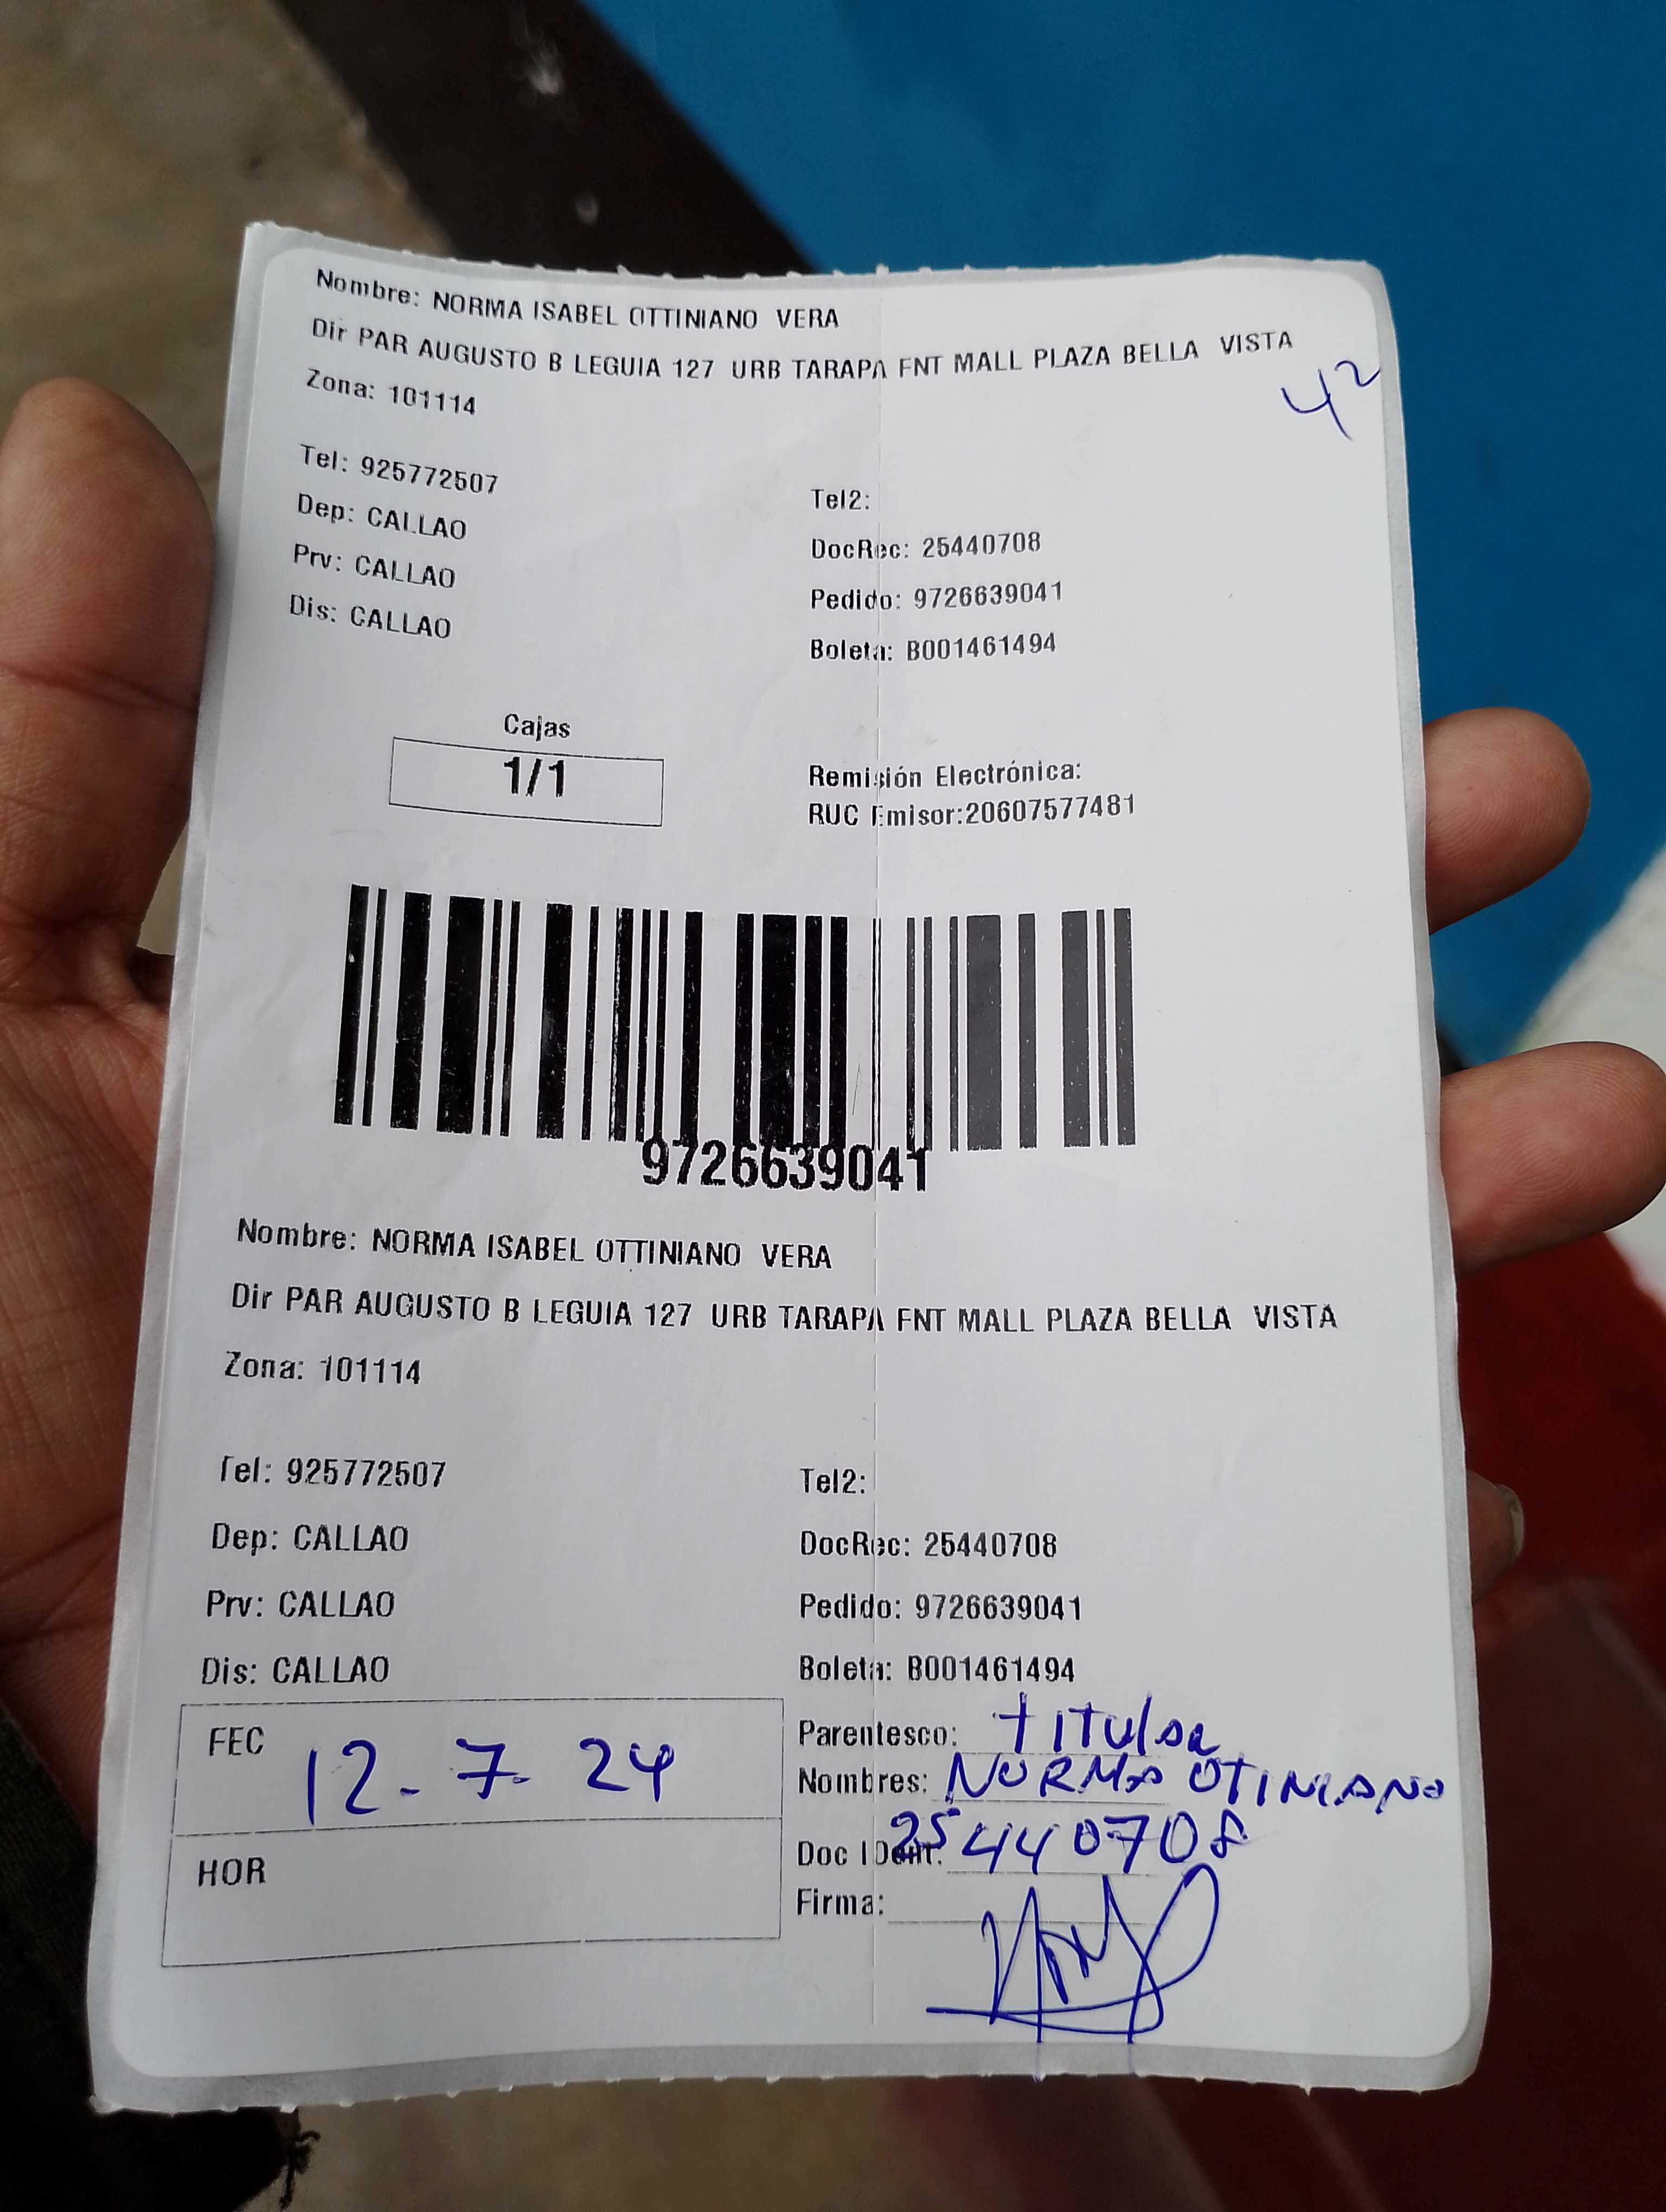 Nombre: NORMA ISABEL OTTINIANO VERA
Dir PAR AUGUSTO B LEGUIA 127 URB TARAPA FNT MALL PLAZA BELLA VISTA
42
Zona: 101114
Tel: 925772507
Tel2:
Dep: CALLAO
DocRec: 25440708
Prv: CALLAO
Pedido: 9726639041
Dis: CALLAO
Boleta: B001461494
Cajas
1/1
Remisión Electrónica:
RUC Emisor:20607577481
9726639041
Nombre: NORMA ISABEL OTTINIANO VERA
Dir PAR AUGUSTO B LEGUIA 127 URB TARAPA FNT MALL PLAZA BELLA VISTA
Zona: 101114
Tel: 925772507
Tel2:
Dep: CALLAO
DocRec: 25440708
Prv: CALLAO
Pedido: 9726639041
Dis: CALLAO
Boleta: B001461494
FEC 12-7-24
Parentesco: titular
Nombres: NORMA OTINIANO
HOR
Doc IDent: 25440708
Firma: